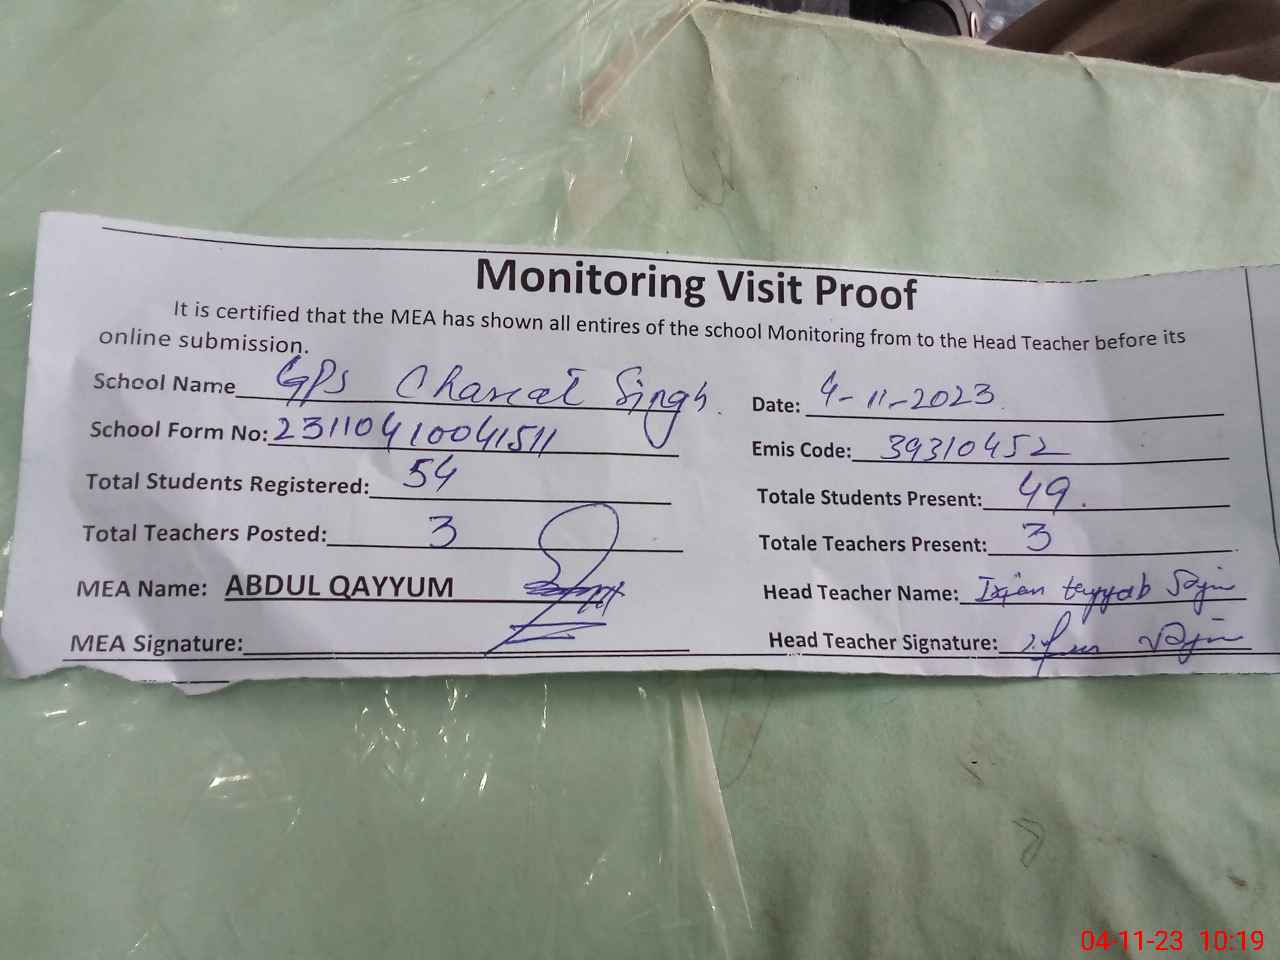 Monitoring Visit Proof
It is certified that the MEA has shown all entires of the school Monitoring from to the Head Teacher before its
online submission.
School Name GPS Charcat Singh.
Date: 4-11-2023
School Form No: 23110410041511
Emis Code: 39310452
Total Students Registered: 54
Totale Students Present: 49.
Total Teachers Posted: 3
Totale Teachers Present: 3
MEA Name: ABDUL QAYYUM
Head Teacher Name: tayyab
MEA Signature:
Head Teacher Signature:
04-11-23 10:19